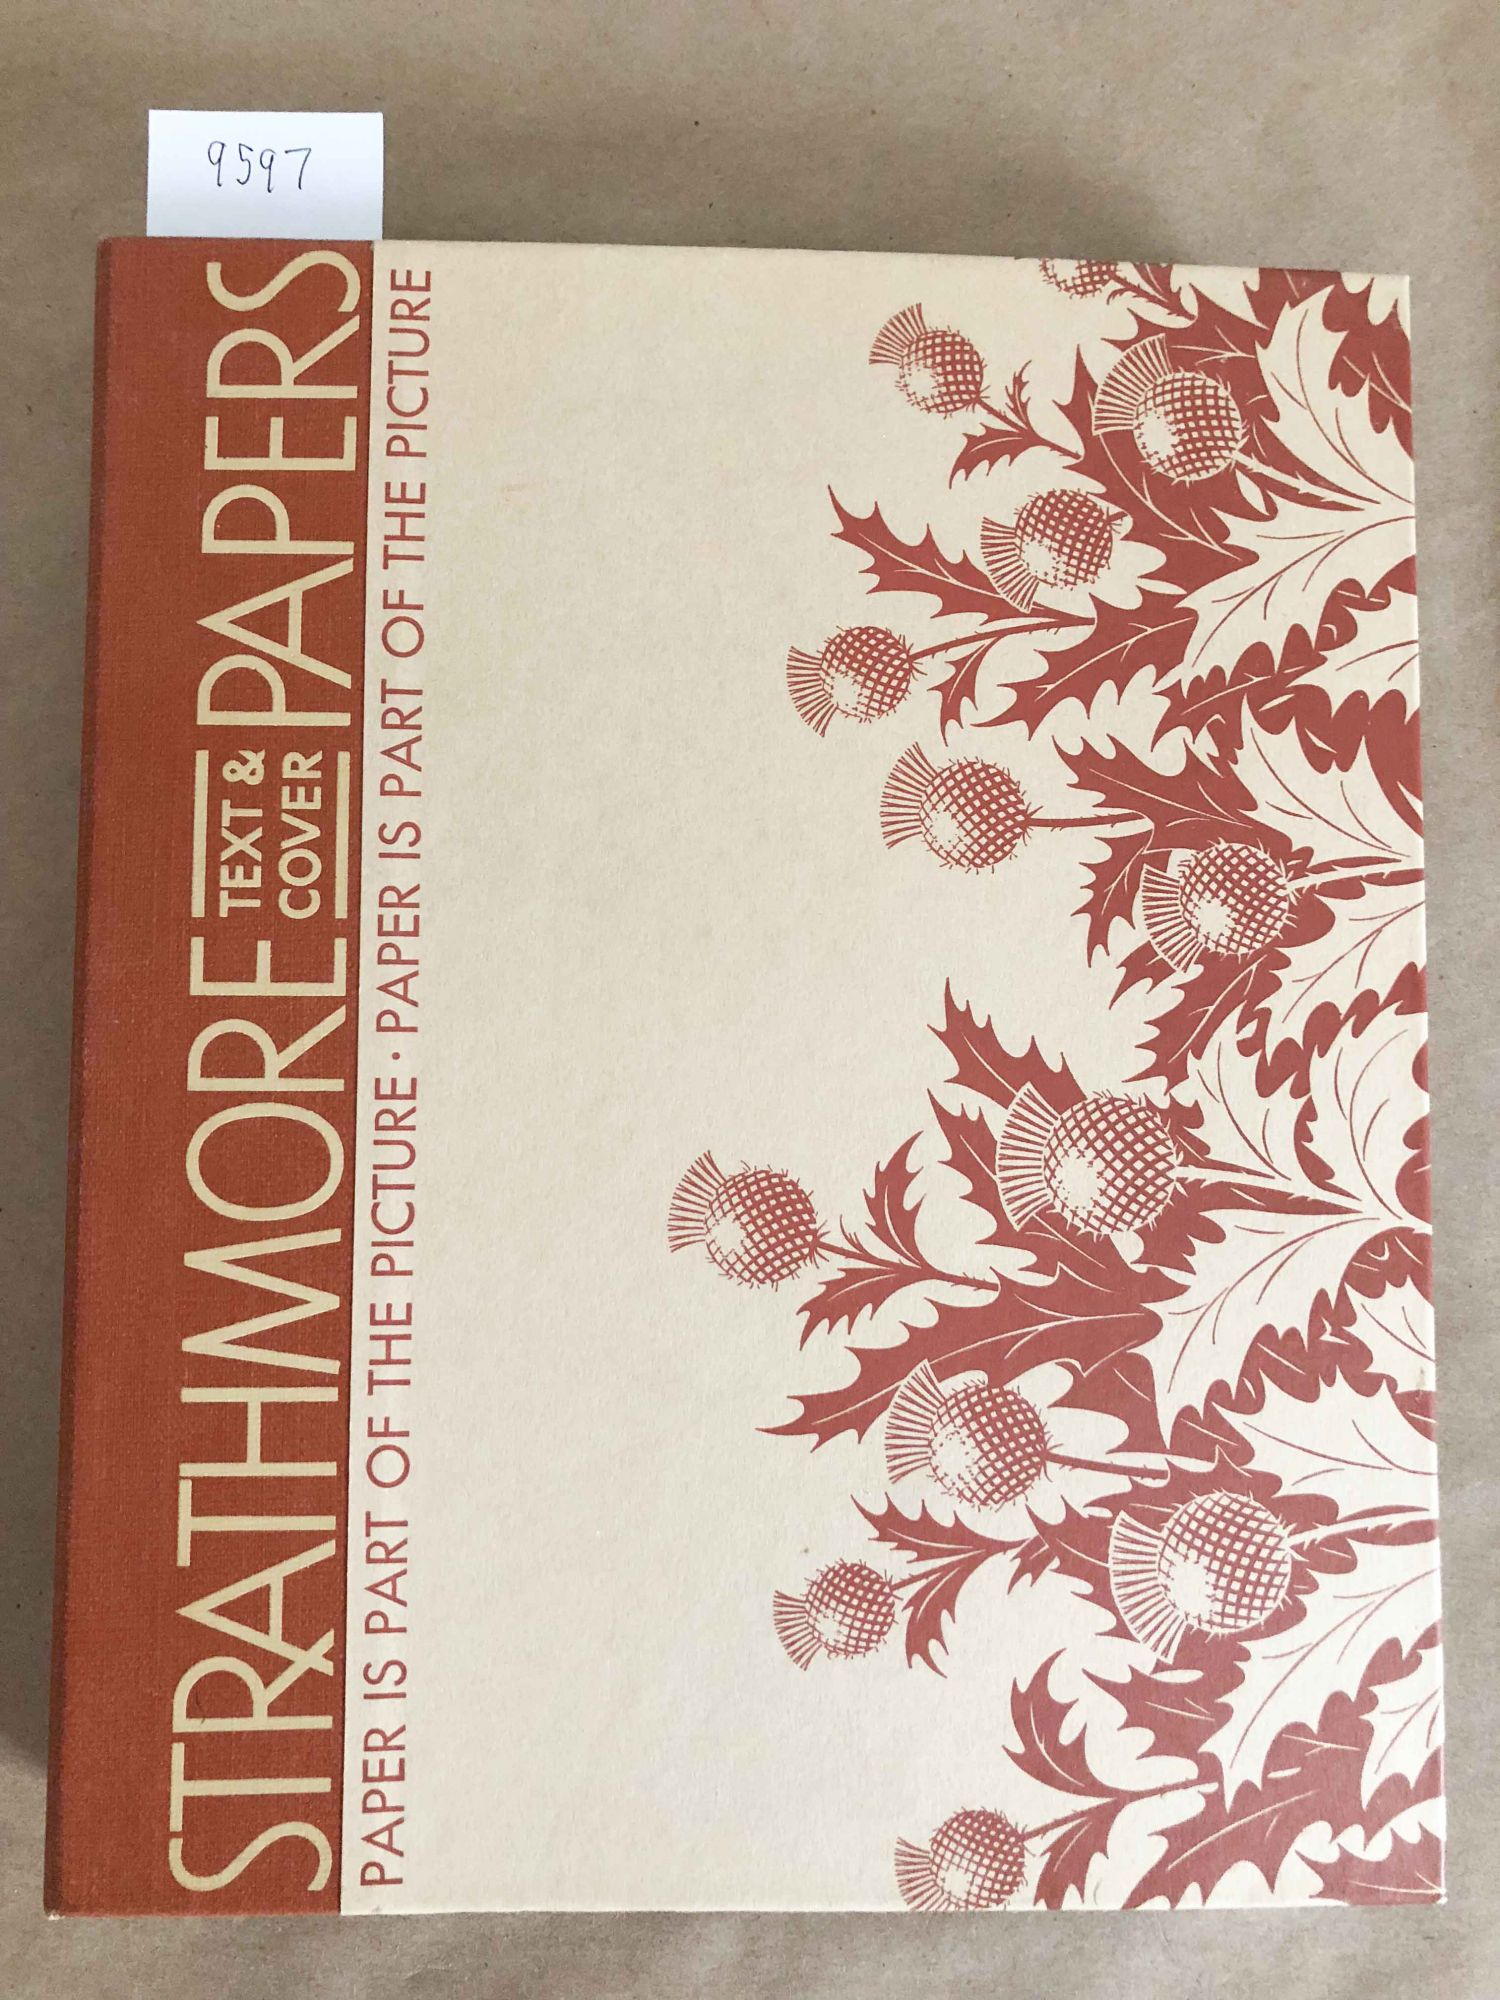 9597
STRATHMORE TEXT & COVER PAPERS
PAPER IS PART OF THE PICTURE · PAPER IS PART OF THE PICTURE